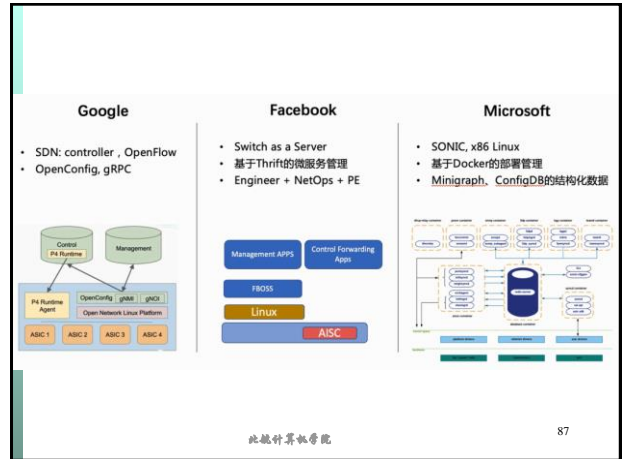 Google
• SDN: controller , OpenFlow
• OpenConfig, gRPC
Control
P4 Runtime
Management
P4 Runtime
Agent
OpenConfig
gNMI
gNOI
Open Network Linux Platform
ASIC 1
ASIC 2
ASIC 3
ASIC 4
Facebook
• Switch as a Server
• 基于Thrift的微服务管理
• Engineer + NetOps + PE
Management APPS
Control Forwarding
Apps
FBOSS
Linux
AISC
Microsoft
• SONIC, x86 Linux
• 基于Docker的部署管理
• Minigraph、ConfigDB的结构化数据
北航计算机学院
87